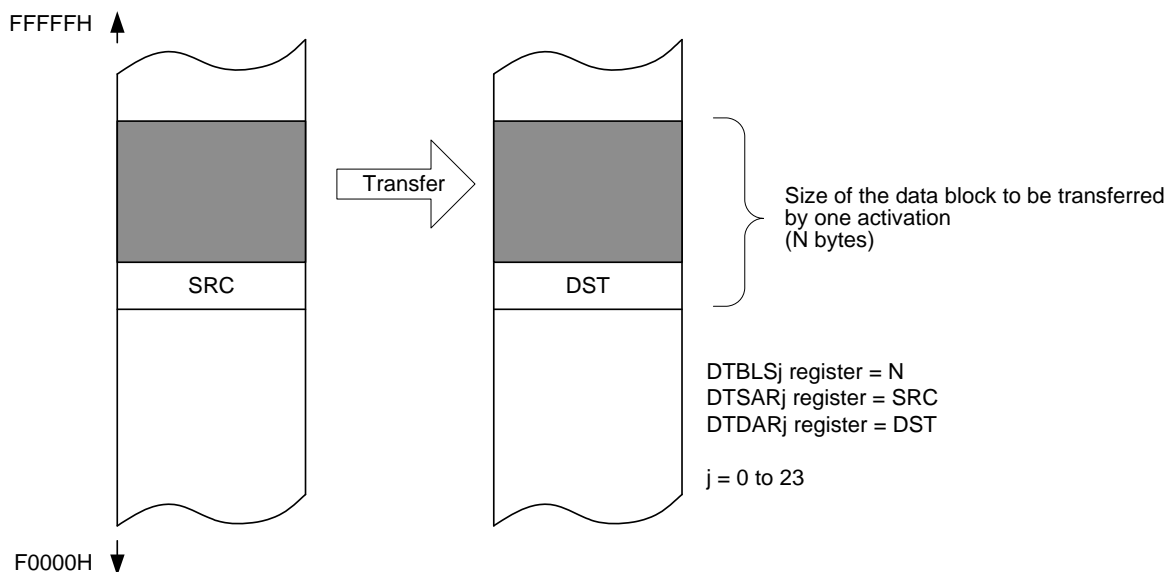 FFFFFH
Transfer
SRC
DST
Size of the data block to be transferred
by one activation
(N bytes)
DTBLSj register = N
DTSARj register = SRC
DTDARj register = DST
j = 0 to 23
F0000H